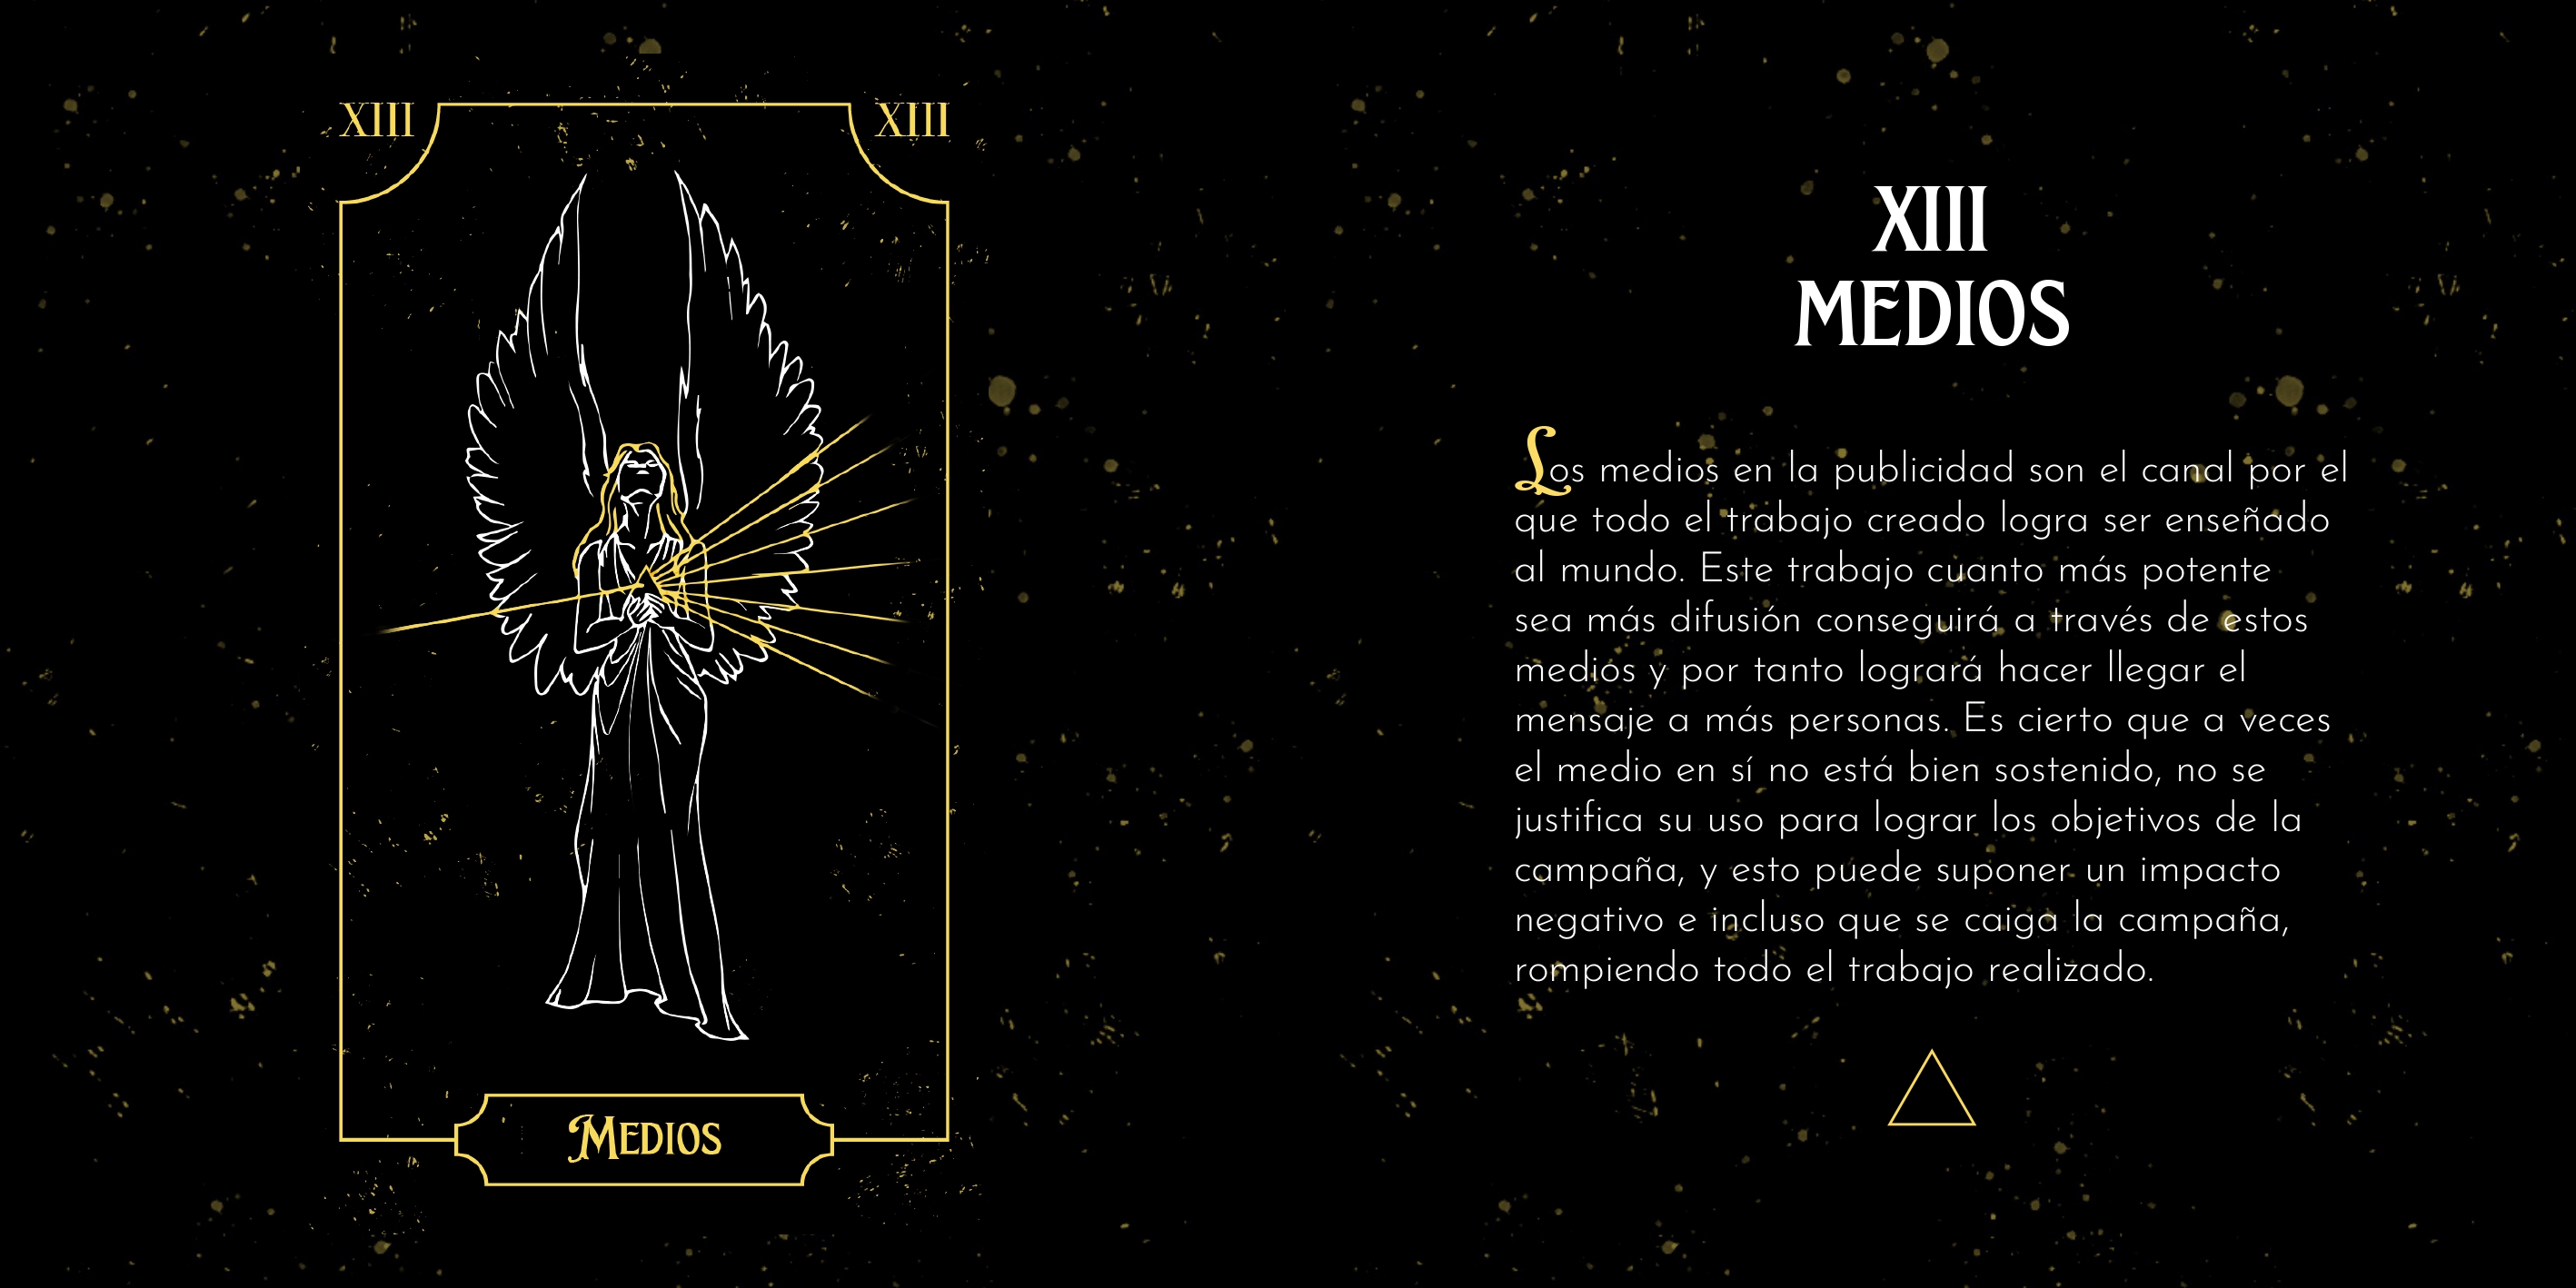 XIII
XIII
Medios
XIII
MEDIOS
Los medios en la publicidad son el canal por el
que todo el trabajo creado logra ser enseñado
al mundo. Este trabajo cuanto más potente
sea más difusión conseguirá a través de estos
medios y por tanto logrará hacer llegar el
mensaje a más personas. Es cierto que a veces
el medio en sí no está bien sostenido, no se
justifica su uso para lograr los objetivos de la
campaña, y esto puede suponer un impacto
negativo e incluso que se caiga la campaña,
rompiendo todo el trabajo realizado.